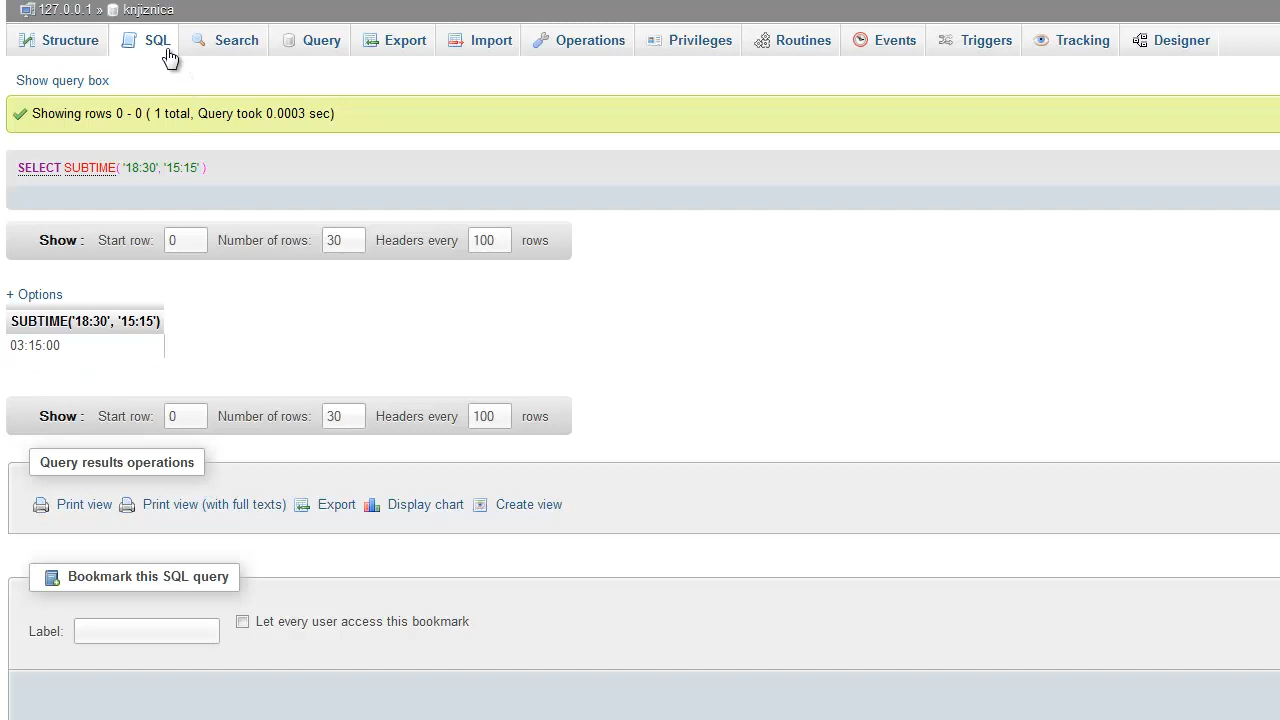 127.0.0.1 » knjiznica
Structure SQL Search Query Export Import Operations Privileges Routines Events Triggers Tracking Designer
Show query box
Showing rows 0 - 0 ( 1 total, Query took 0.0003 sec)
SELECT SUBTIME( '18:30', '15:15' )
Show : Start row: 0 Number of rows: 30 Headers every 100 rows
+ Options
SUBTIME('18:30', '15:15')
03:15:00
Show : Start row: 0 Number of rows: 30 Headers every 100 rows
Query results operations
Print view Print view (with full texts) Export Display chart Create view
Bookmark this SQL query
Label: Let every user access this bookmark